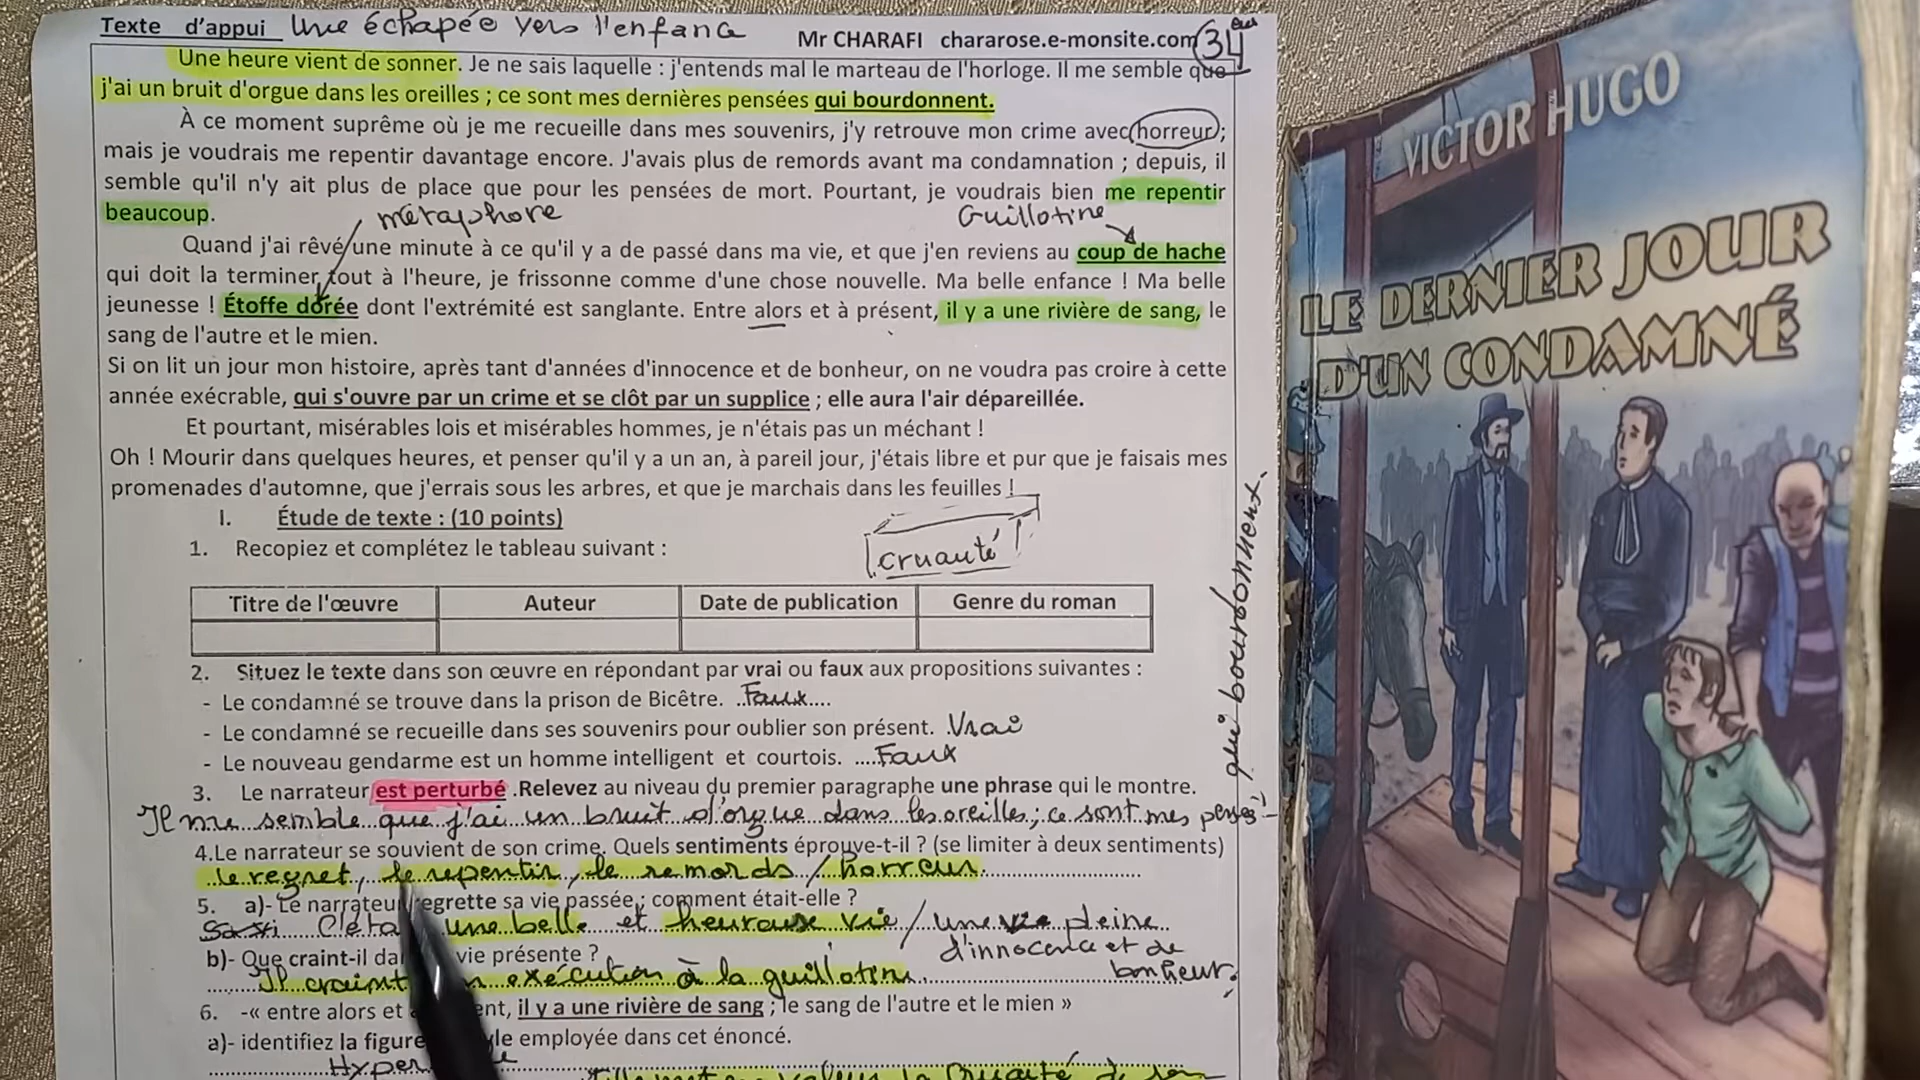 Texte d'appui Une échapée vers l'enfance
Mr CHARAFI chararose.e-monsite.com 34
Une heure vient de sonner. Je ne sais laquelle : j'entends mal le marteau de l'horloge. Il me semble que
j'ai un bruit d'orgue dans les oreilles ; ce sont mes dernières pensées qui bourdonnent.
À ce moment suprême où je me recueille dans mes souvenirs, j'y retrouve mon crime avec horreur ;
mais je voudrais me repentir davantage encore. J'avais plus de remords avant ma condamnation ; depuis, il
semble qu'il n'y ait plus de place que pour les pensées de mort. Pourtant, je voudrais bien me repentir
beaucoup.
métaphore
Guillotine
Quand j'ai rêvé une minute à ce qu'il y a de passé dans ma vie, et que j'en reviens au coup de hache
qui doit la terminer tout à l'heure, je frissonne comme d'une chose nouvelle. Ma belle enfance ! Ma belle
jeunesse ! Étoffe dorée dont l'extrémité est sanglante. Entre alors et à présent, il y a une rivière de sang, le
sang de l'autre et le mien.
Si on lit un jour mon histoire, après tant d'années d'innocence et de bonheur, on ne voudra pas croire à cette
année exécrable, qui s'ouvre par un crime et se clôt par un supplice ; elle aura l'air dépareillée.
Et pourtant, misérables lois et misérables hommes, je n'étais pas un méchant !
Oh ! Mourir dans quelques heures, et penser qu'il y a un an, à pareil jour, j'étais libre et pur que je faisais mes
promenades d'automne, que j'errais sous les arbres, et que je marchais dans les feuilles !
I. Étude de texte : (10 points)
1. Recopiez et complétez le tableau suivant :
cruauté
Titre de l'œuvre Auteur Date de publication Genre du roman
2. Situez le texte dans son œuvre en répondant par vrai ou faux aux propositions suivantes :
- Le condamné se trouve dans la prison de Bicêtre. ..Faux....
- Le condamné se recueille dans ses souvenirs pour oublier son présent. .Vrai
- Le nouveau gendarme est un homme intelligent et courtois. ....Faux
3. Le narrateur est perturbé .Relevez au niveau du premier paragraphe une phrase qui le montre.
Il me semble que j'ai un bruit d'orgue dans les oreilles ; ce sont mes
qui bourdonnent.
4.Le narrateur se souvient de son crime. Quels sentiments éprouve-t-il ? (se limiter à deux sentiments)
le regret, le repentir, le remords / horreur.
5. a)- Le narrateur regrette sa vie passée ; comment était-elle ?
une belle et heureuse vie / une vie pleine
d'innocence et de
bonheur.
b)- Que craint-il vie présente ?
Il craint exécution à la guillotine
6. -« entre alors et il y a une rivière de sang ; le sang de l'autre et le mien »
a)- identifiez la figure employée dans cet énoncé.
VICTOR HUGO
LE DERNIER JOUR
D'UN CONDAMNÉ